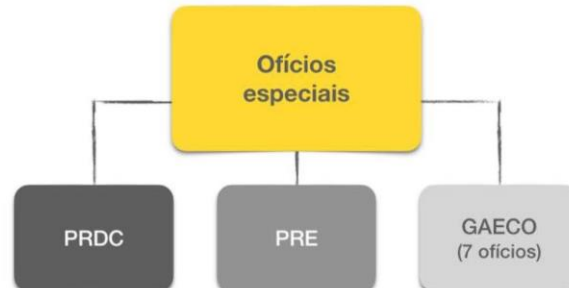 Ofícios
especiais
PRDC
PRE
GAECO
(7 ofícios)